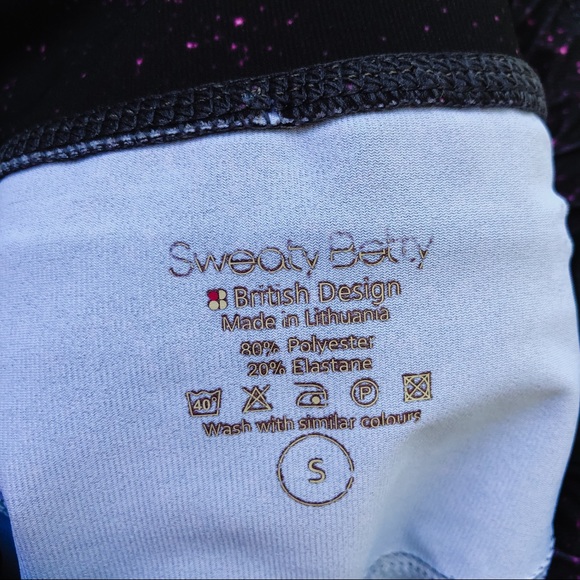 Sweaty Betty
British Design
Made in Lithuania
80% Polyester
20% Elastane
40° P
Wash with similar colours
S